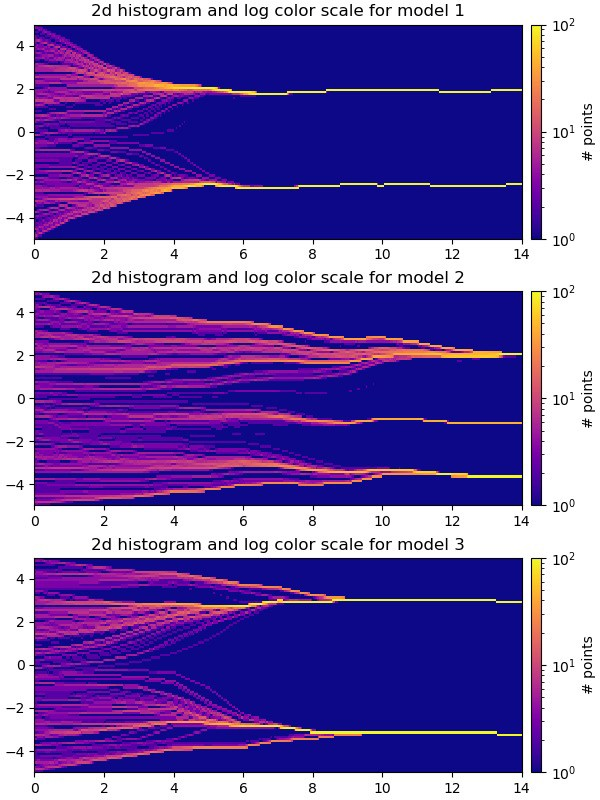 2d histogram and log color scale for model 1
4
2
0
−2
−4
0 2 4 6 8 10 12 14
10²
10¹
10⁰
# points
2d histogram and log color scale for model 2
4
2
0
−2
−4
0 2 4 6 8 10 12 14
10²
10¹
10⁰
# points
2d histogram and log color scale for model 3
4
2
0
−2
−4
0 2 4 6 8 10 12 14
10²
10¹
10⁰
# points